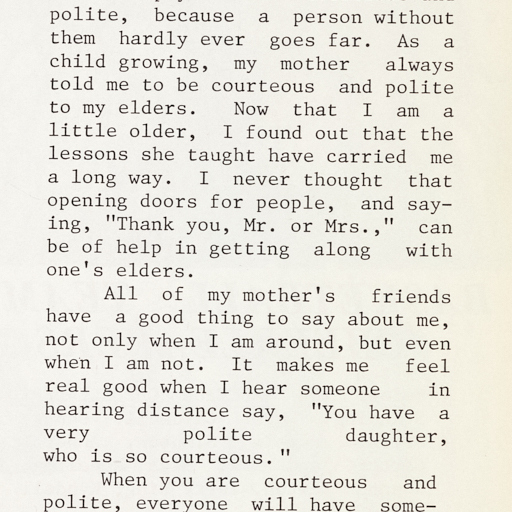 polite, because a person without
them hardly ever goes far. As a
child growing, my mother always
told me to be courteous and polite
to my elders. Now that I am a
little older, I found out that the
lessons she taught have carried me
a long way. I never thought that
opening doors for people, and say-
ing, "Thank you, Mr. or Mrs.," can
be of help in getting along with
one's elders.
All of my mother's friends
have a good thing to say about me,
not only when I am around, but even
when I am not. It makes me feel
real good when I hear someone in
hearing distance say, "You have a
very polite daughter,
who is so courteous."
When you are courteous and
polite, everyone will have some-